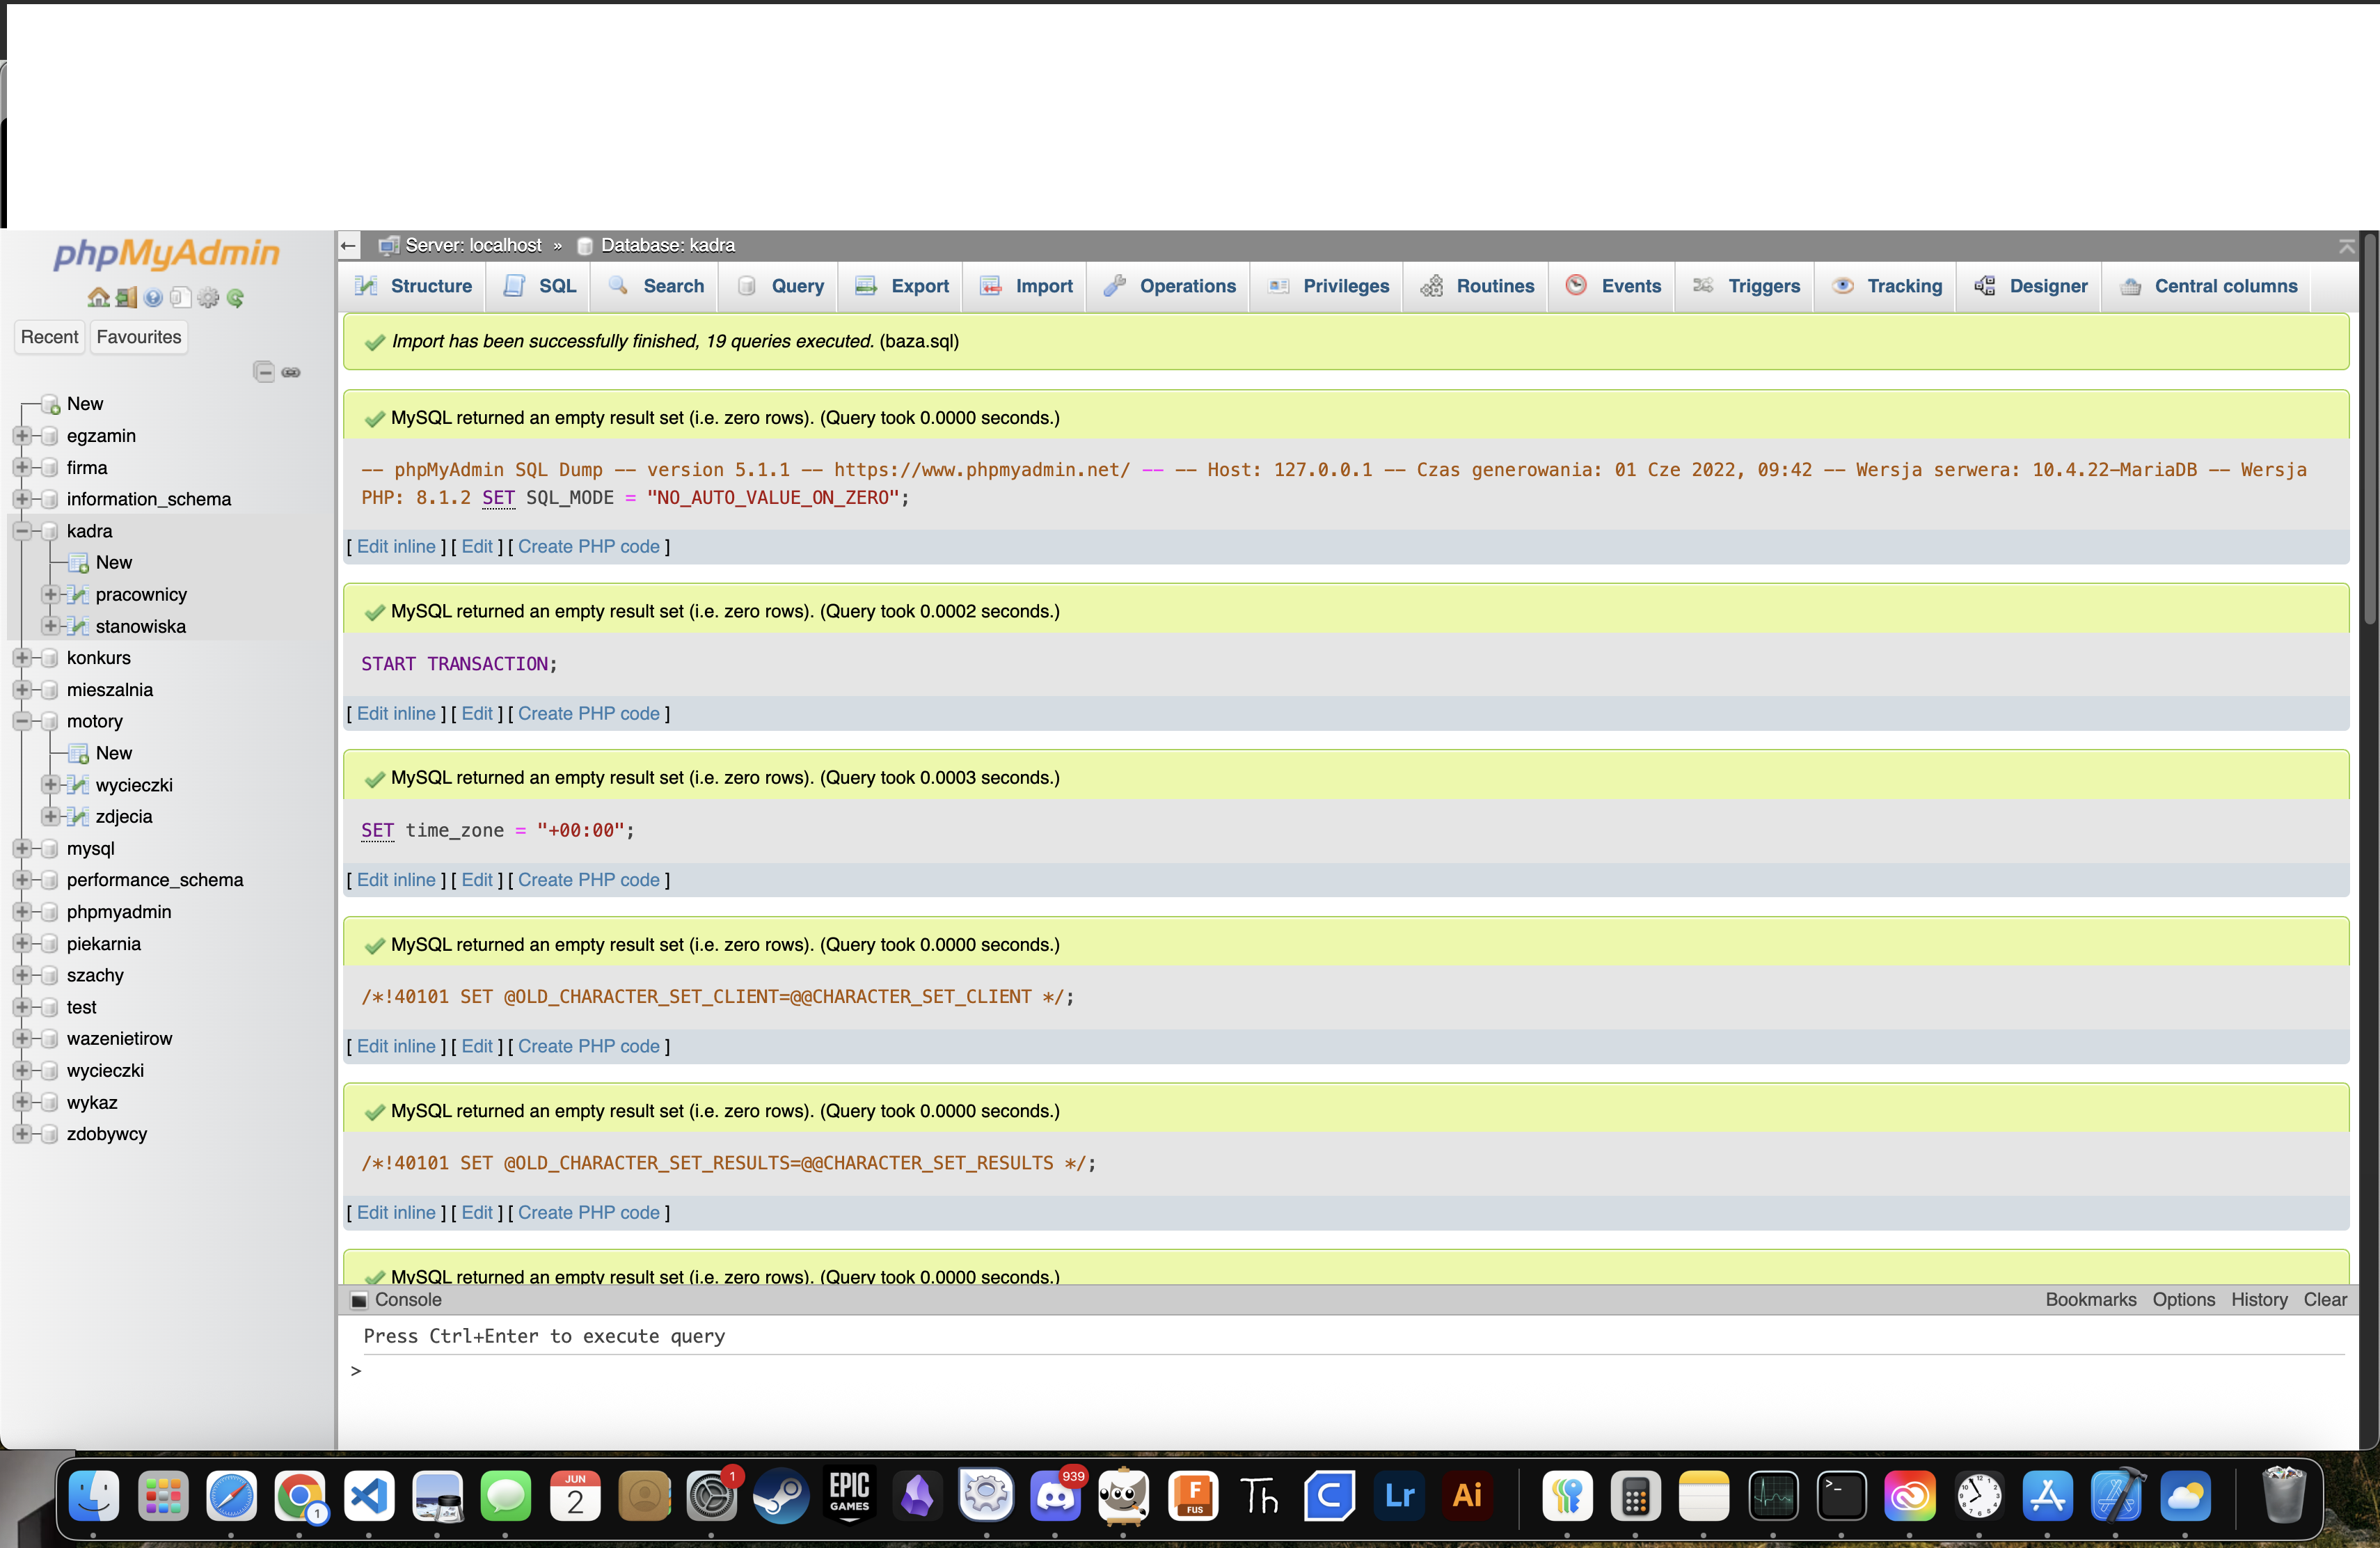 phpMyAdmin
Recent Favourites
New
egzamin
firma
information_schema
kadra
New
pracownicy
stanowiska
konkurs
mieszalnia
motory
New
wycieczki
zdjecia
mysql
performance_schema
phpmyadmin
piekarnia
szachy
test
wazenietirow
wycieczki
wykaz
zdobywcy
Server: localhost » Database: kadra
Structure SQL Search Query Export Import Operations Privileges Routines Events Triggers Tracking Designer Central columns
Import has been successfully finished, 19 queries executed. (baza.sql)
MySQL returned an empty result set (i.e. zero rows). (Query took 0.0000 seconds.)
-- phpMyAdmin SQL Dump -- version 5.1.1 -- https://www.phpmyadmin.net/ -- -- Host: 127.0.0.1 -- Czas generowania: 01 Cze 2022, 09:42 -- Wersja serwera: 10.4.22-MariaDB -- Wersja
PHP: 8.1.2 SET SQL_MODE = "NO_AUTO_VALUE_ON_ZERO";
[ Edit inline ] [ Edit ] [ Create PHP code ]
MySQL returned an empty result set (i.e. zero rows). (Query took 0.0002 seconds.)
START TRANSACTION;
[ Edit inline ] [ Edit ] [ Create PHP code ]
MySQL returned an empty result set (i.e. zero rows). (Query took 0.0003 seconds.)
SET time_zone = "+00:00";
[ Edit inline ] [ Edit ] [ Create PHP code ]
MySQL returned an empty result set (i.e. zero rows). (Query took 0.0000 seconds.)
/*!40101 SET @OLD_CHARACTER_SET_CLIENT=@@CHARACTER_SET_CLIENT */;
[ Edit inline ] [ Edit ] [ Create PHP code ]
MySQL returned an empty result set (i.e. zero rows). (Query took 0.0000 seconds.)
/*!40101 SET @OLD_CHARACTER_SET_RESULTS=@@CHARACTER_SET_RESULTS */;
[ Edit inline ] [ Edit ] [ Create PHP code ]
MySQL returned an empty result set (i.e. zero rows). (Query took 0.0000 seconds.)
Console Bookmarks Options History Clear
Press Ctrl+Enter to execute query
>
1 JUN 2 1 EPIC GAMES 939 F FUS Th C Lr Ai >_